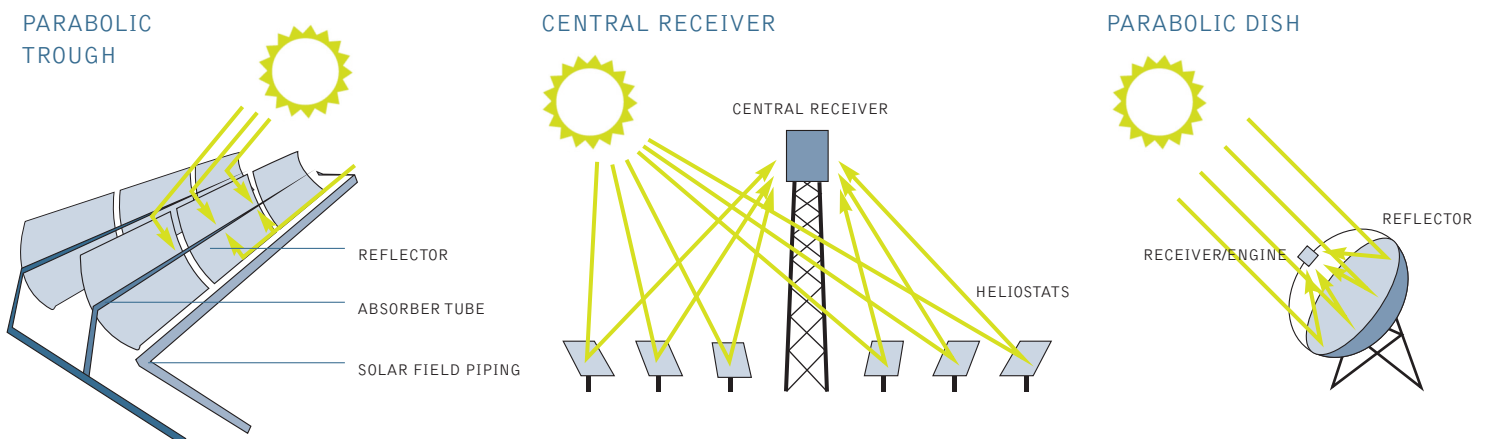 PARABOLIC
TROUGH
REFLECTOR
ABSORBER TUBE
SOLAR FIELD PIPING
CENTRAL RECEIVER
CENTRAL RECEIVER
HELIOSTATS
PARABOLIC DISH
REFLECTOR
RECEIVER/ENGINE